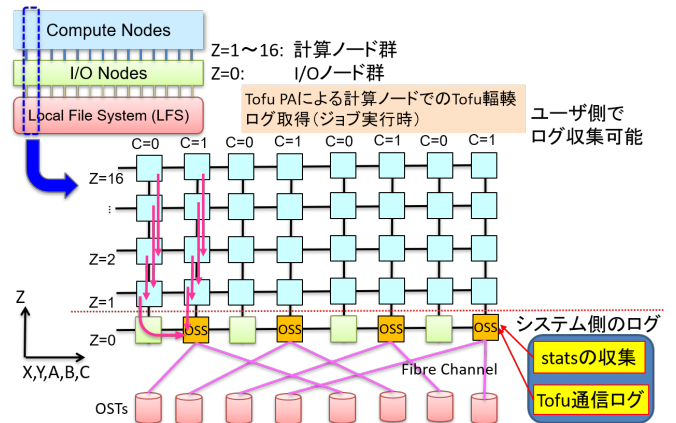 Compute Nodes
I/O Nodes
Local File System (LFS)
Z=1～16: 計算ノード群
Z=0: I/Oノード群
Tofu PAによる計算ノードでのTofu輻輳
ログ取得(ジョブ実行時)
ユーザ側で
ログ収集可能
C=0 C=1 C=0 C=1 C=0 C=1 C=0 C=1
Z=16
…
Z=2
Z=1
Z=0
Z
X,Y,A,B,C
OSS OSS OSS OSS
システム側のログ
statsの収集
Tofu通信ログ
Fibre Channel
OSTs